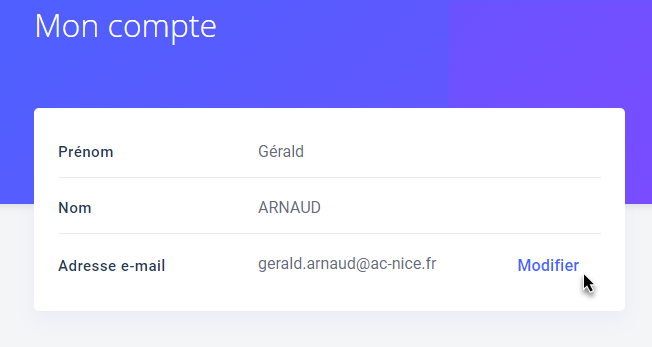 Mon compte
Prénom Gérald
Nom ARNAUD
Adresse e-mail gerald.arnaud@ac-nice.fr Modifier